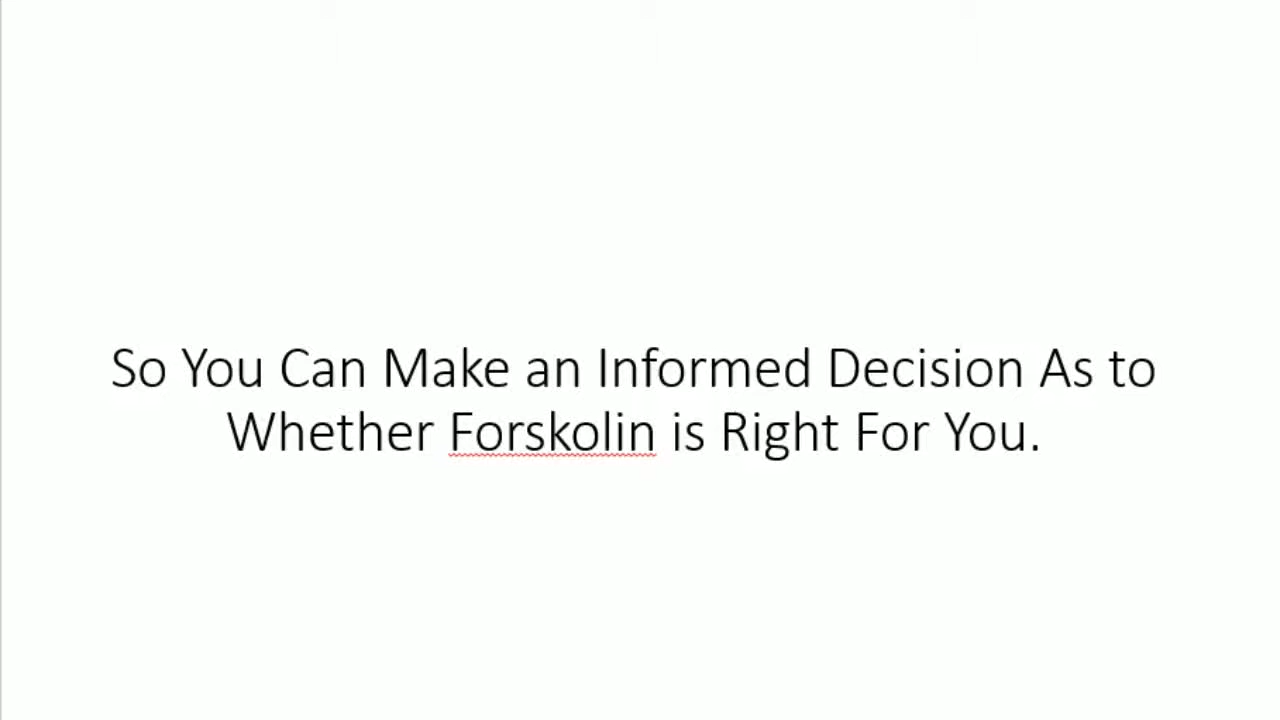 So You Can Make an Informed Decision As to
Whether Forskolin is Right For You.